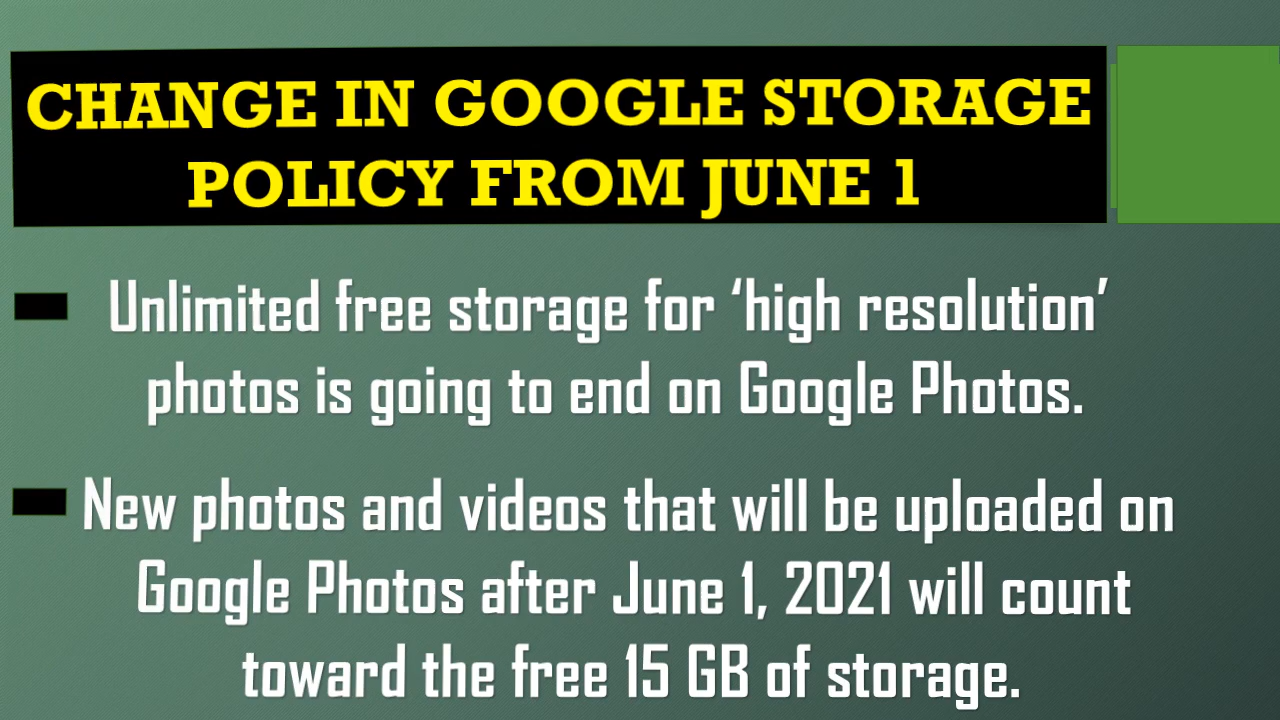 CHANGE IN GOOGLE STORAGE
POLICY FROM JUNE 1
Unlimited free storage for ‘high resolution’
photos is going to end on Google Photos.
New photos and videos that will be uploaded on
Google Photos after June 1, 2021 will count
toward the free 15 GB of storage.